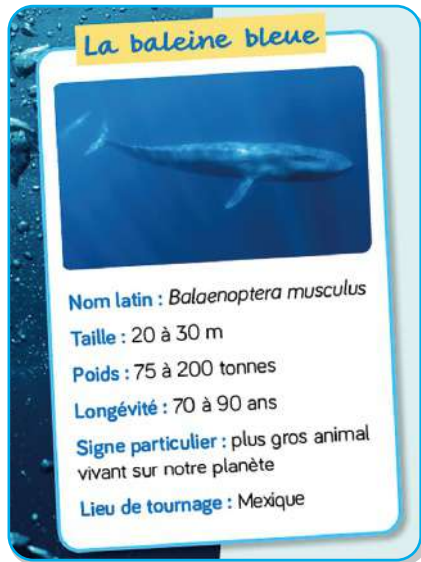 La baleine bleue
Nom latin : Balaenoptera musculus
Taille : 20 à 30 m
Poids : 75 à 200 tonnes
Longévité : 70 à 90 ans
Signe particulier : plus gros animal
vivant sur notre planète
Lieu de tournage : Mexique